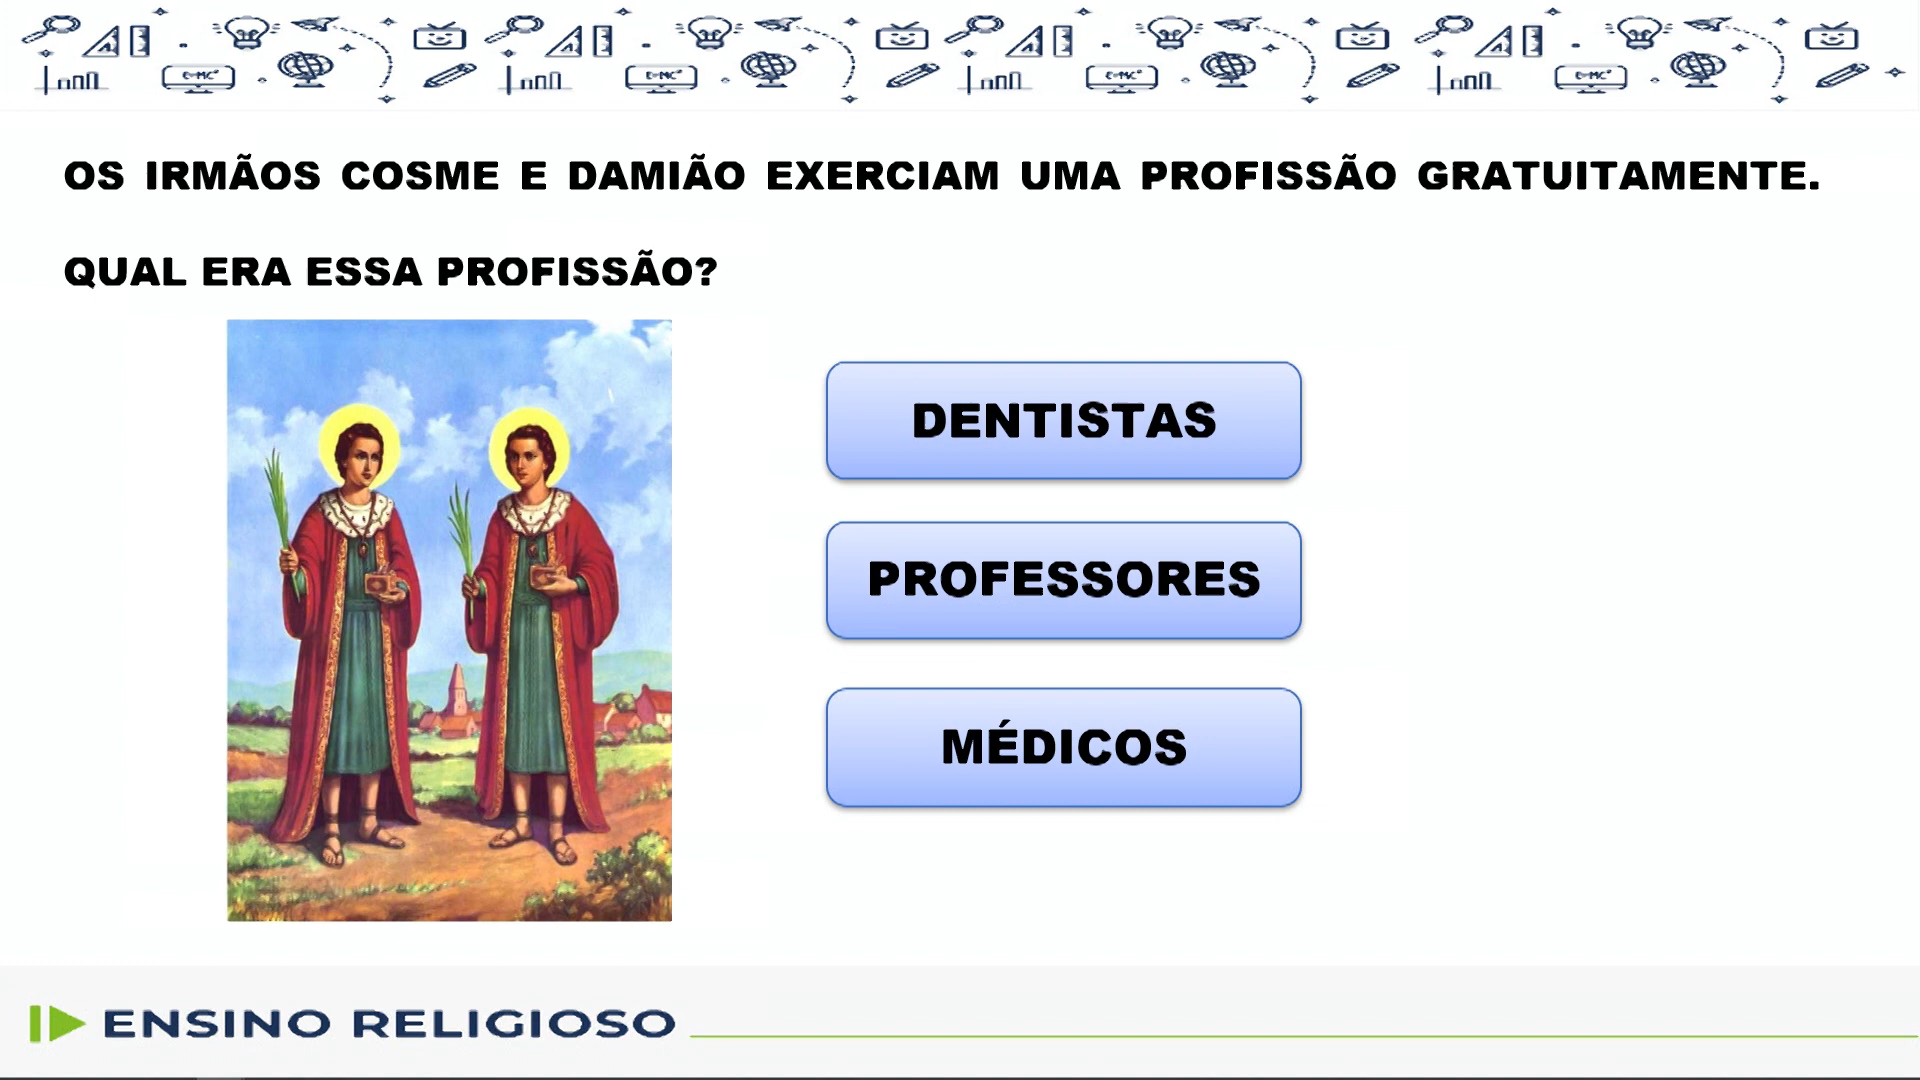 OS IRMÃOS COSME E DAMIÃO EXERCIAM UMA PROFISSÃO GRATUITAMENTE.
QUAL ERA ESSA PROFISSÃO?
DENTISTAS
PROFESSORES
MÉDICOS
ENSINO RELIGIOSO